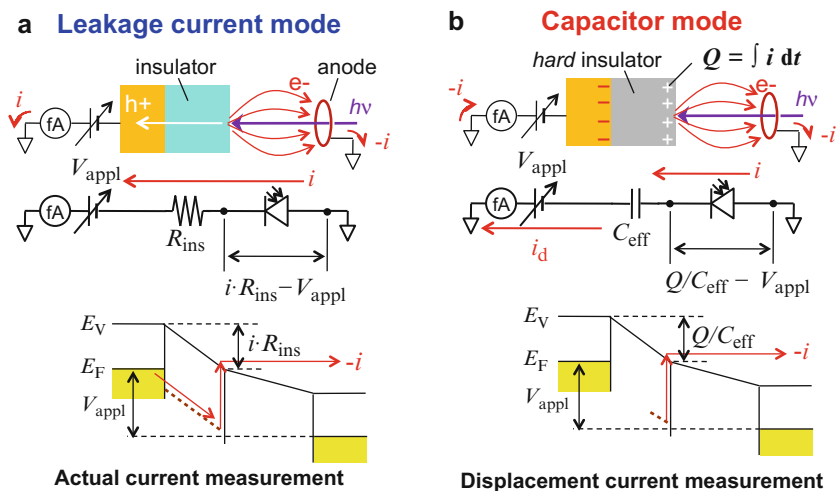 a Leakage current mode
insulator
anode
e-
h+
hν
i
fA
-i
V_appl
i
fA
R_ins
i·R_ins−V_appl
E_V
i·R_ins
-i
E_F
V_appl
Actual current measurement
b Capacitor mode
hard insulator
Q = ∫ i dt
e-
-i
− − − −
+ + + +
hν
fA
-i
V_appl
i
fA
C_eff
i_d
Q/C_eff − V_appl
E_V
Q/C_eff
-i
E_F
V_appl
Displacement current measurement